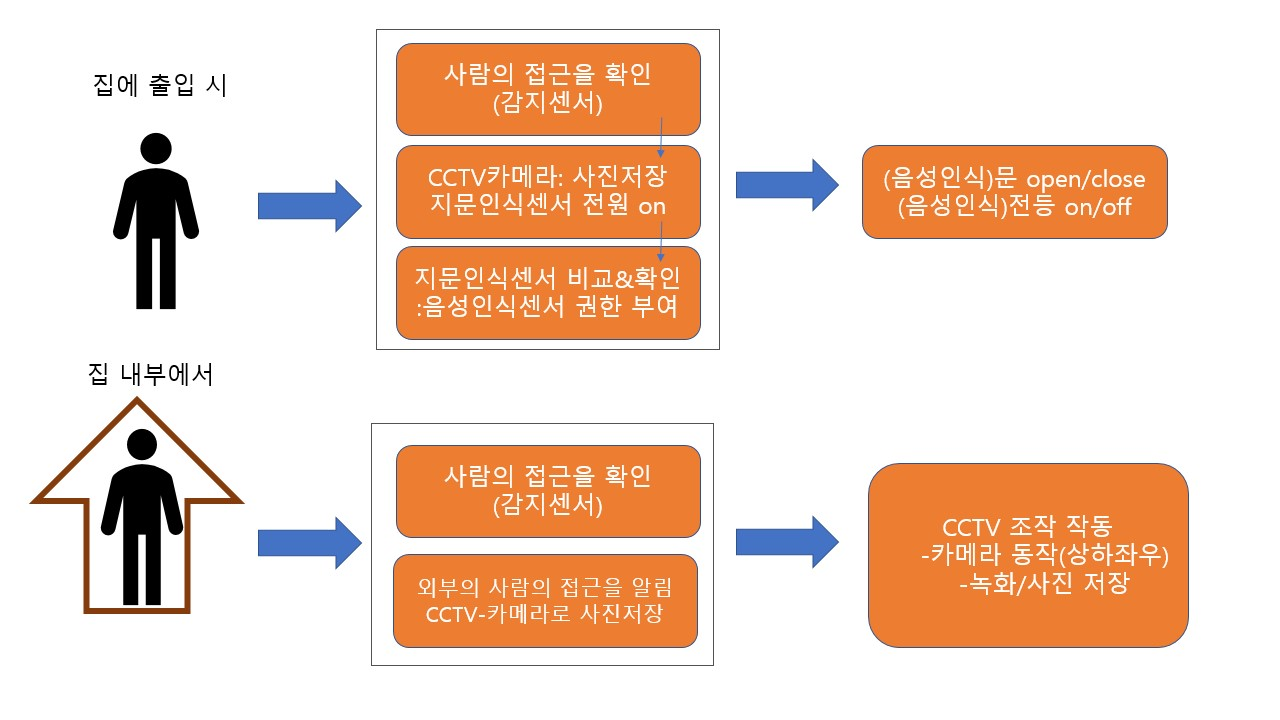 집에 출입 시
사람의 접근을 확인
(감지센서)
CCTV카메라: 사진저장
지문인식센서 전원 on
지문인식센서 비교&확인
:음성인식센서 권한 부여
(음성인식)문 open/close
(음성인식)전등 on/off
집 내부에서
사람의 접근을 확인
(감지센서)
외부의 사람의 접근을 알림
CCTV-카메라로 사진저장
CCTV 조작 작동
-카메라 동작(상하좌우)
-녹화/사진 저장